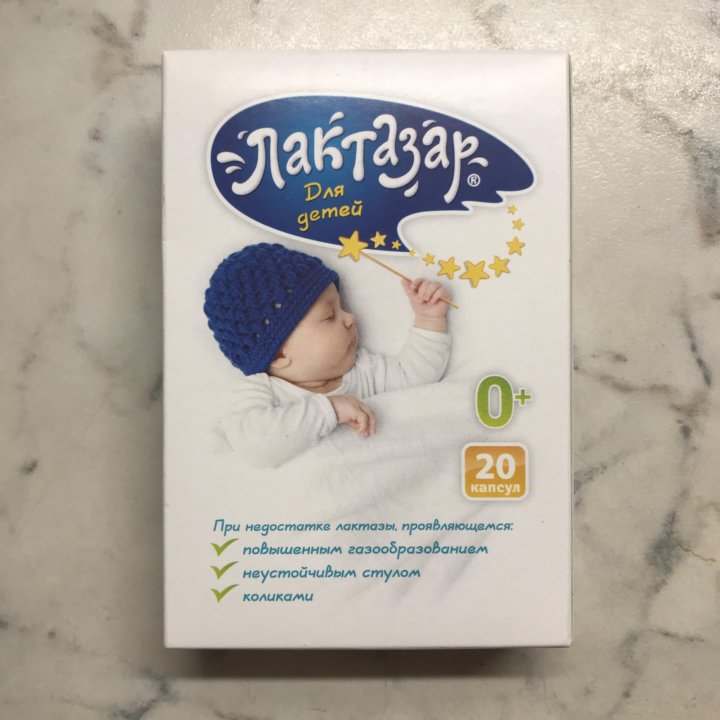 Лактазар®
Для
детей
0+
20
капсул
При недостатке лактазы, проявляющемся:
повышенным газообразованием
неустойчивым стулом
коликами